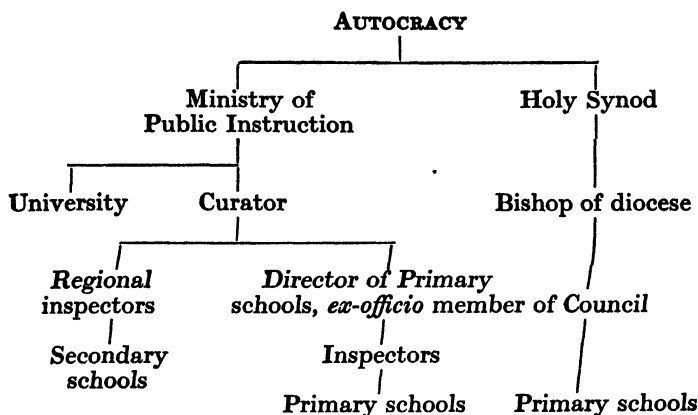 AUTOCRACY
Ministry of
Public Instruction
Holy Synod
University
Curator
Bishop of diocese
Regional
inspectors
Director of Primary
schools, ex-officio member of Council
Secondary
schools
Inspectors
Primary schools
Primary schools